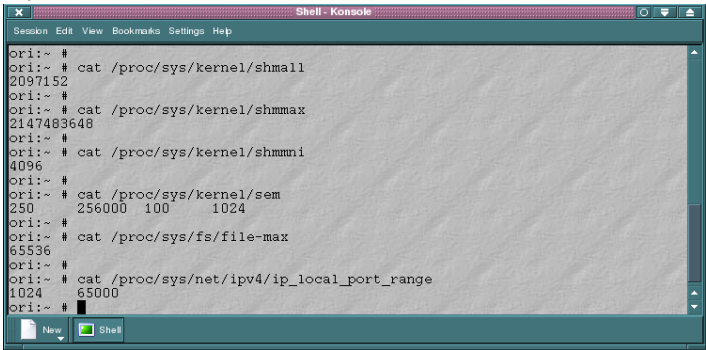 Shell - Konsole
Session Edit View Bookmarks Settings Help
ori:~ #
ori:~ # cat /proc/sys/kernel/shmall
2097152
ori:~ #
ori:~ # cat /proc/sys/kernel/shmmax
2147483648
ori:~ #
ori:~ # cat /proc/sys/kernel/shmmni
4096
ori:~ #
ori:~ # cat /proc/sys/kernel/sem
250 256000 100 1024
ori:~ #
ori:~ # cat /proc/sys/fs/file-max
65536
ori:~ #
ori:~ # cat /proc/sys/net/ipv4/ip_local_port_range
1024 65000
ori:~ #
New Shell